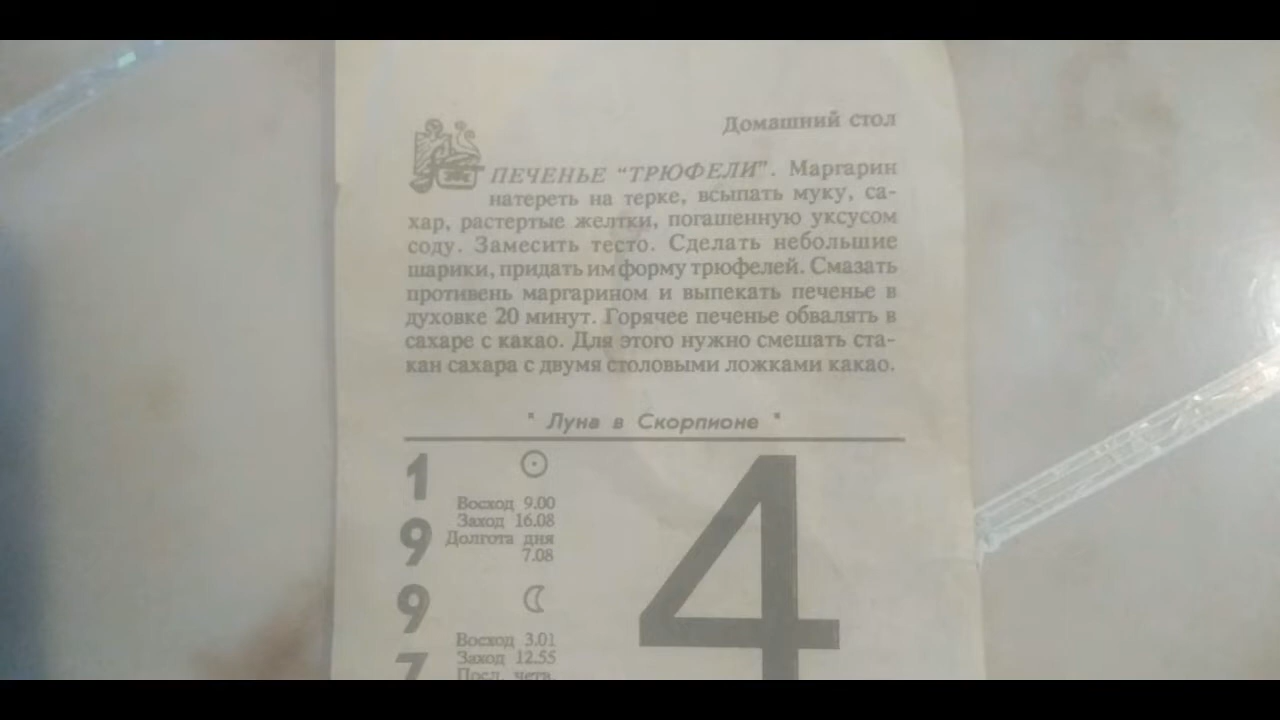 Домашний стол
ПЕЧЕНЬЕ “ТРЮФЕЛИ”. Маргарин
натереть на терке, всыпать муку, са-
хар, растертые желтки, погашенную уксусом
соду. Замесить тесто. Сделать небольшие
шарики, придать им форму трюфелей. Смазать
противень маргарином и выпекать печенье в
духовке 20 минут. Горячее печенье обвалять в
сахаре с какао. Для этого нужно смешать ста-
кан сахара с двумя столовыми ложками какао.
" Луна в Скорпионе "
1
9
9
7
Восход 9.00
Заход 16.08
Долгота дня
7.08
Восход 3.01
Заход 12.55
Посл. четв.
4